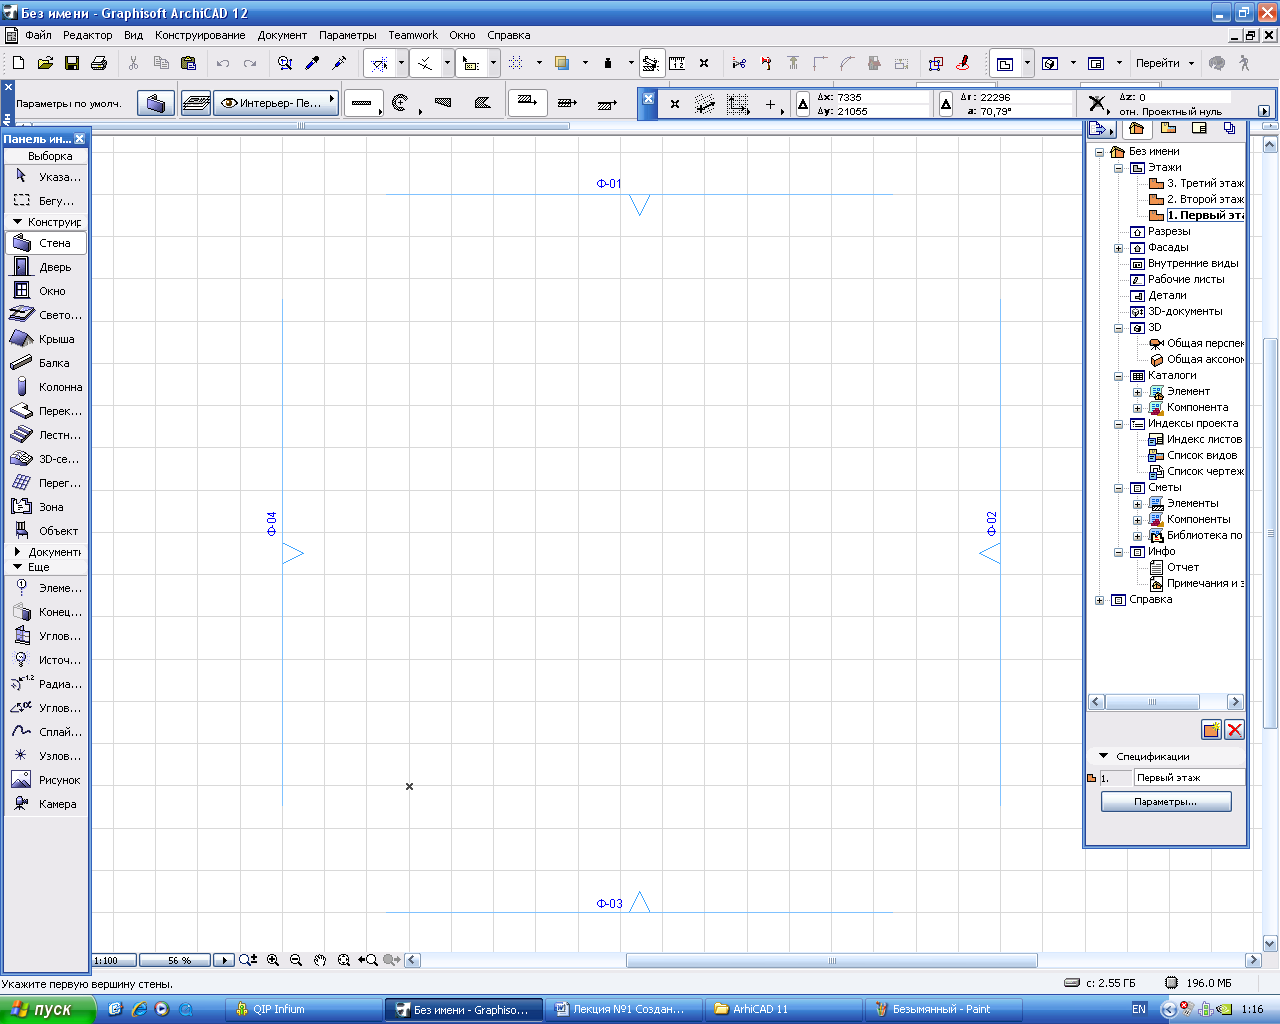 Без имени - Graphisoft ArchiCAD 12
Файл Редактор Вид Конструирование Документ Параметры Teamwork Окно Справка
Перейти
Параметры по умолч.
Интерьер- Пе...
Δx: 7335
Δy: 21055
Δr: 22296
a: 70,79°
Δz: 0
отн. Проектный нуль
Панель ин...
Выборка
Указа...
Бегу...
Конструир
Стена
Дверь
Окно
Свето...
Крыша
Балка
Колонна
Перек...
Лестн...
3D-се...
Перег...
Зона
Объект
Документи
Еще
Элеме...
Конец...
Углов...
Источ...
1,2
Радиа...
Углов...
Сплай...
Узлов...
Рисунок
Камера
Ф-01
Ф-04
Ф-02
Ф-03
Без имени
Этажи
3. Третий этаж
2. Второй этаж
1. Первый эта
Разрезы
Фасады
Внутренние виды
Рабочие листы
Детали
3D-документы
3D
Общая перспек
Общая аксоном
Каталоги
Элемент
Компонента
Индексы проекта
Индекс листов
Список видов
Список чертеж
Сметы
Элементы
Компоненты
Библиотека по
Инфо
Отчет
Примечания и з
Справка
Спецификации
1. Первый этаж
Параметры...
1:100 56 %
Укажите первую вершину стены.
с: 2.55 ГБ 196.0 МБ
пуск
QIP Infium
Без имени - Graphiso...
Лекция №1 Создан...
ArhiCAD 11
Безымянный - Paint
EN
1:16